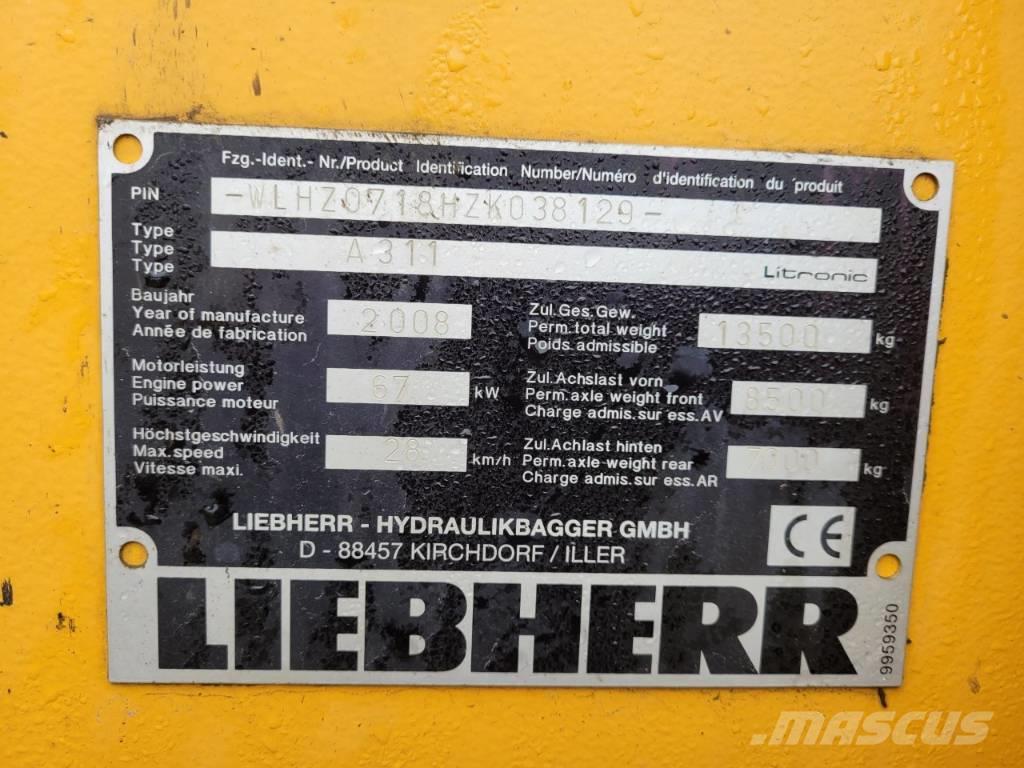 Fzg.-Ident.- Nr./Product Identification Number/Numéro d'identification du produit
PIN -WLHZ0718HZK038129-
Type
Type A311 Litronic
Type
Baujahr
Year of manufacture 2008
Année de fabrication
Zul.Ges.Gew.
Perm.total weight 13500 kg
Poids.admissible
Motorleistung
Engine power 67 kW
Puissance moteur
Zul.Achslast vorn
Perm.axle weight front 8500 kg
Charge admis.sur ess.AV
Höchstgeschwindigkeit
Max.speed 28 km/h
Vitesse maxi.
Zul.Achlast hinten
Perm.axle-weight rear kg
Charge admis.sur ess.AR
LIEBHERR - HYDRAULIKBAGGER GMBH
D - 88457 KIRCHDORF / ILLER
CE
LIEBHERR
9959350
MASCUS